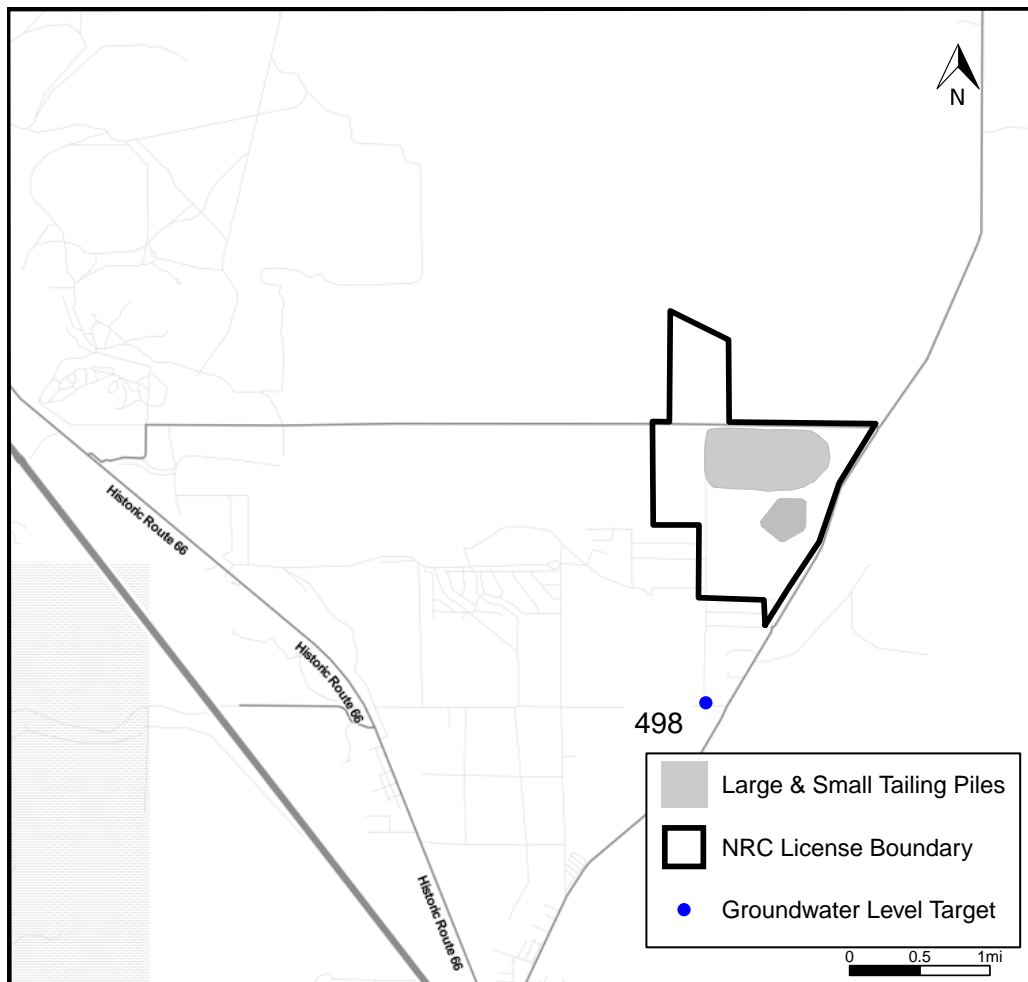 N
Historic Route 66
Historic Route 66
498
Large & Small Tailing Piles
NRC License Boundary
Historic Route 66
Groundwater Level Target
0 0.5 1mi